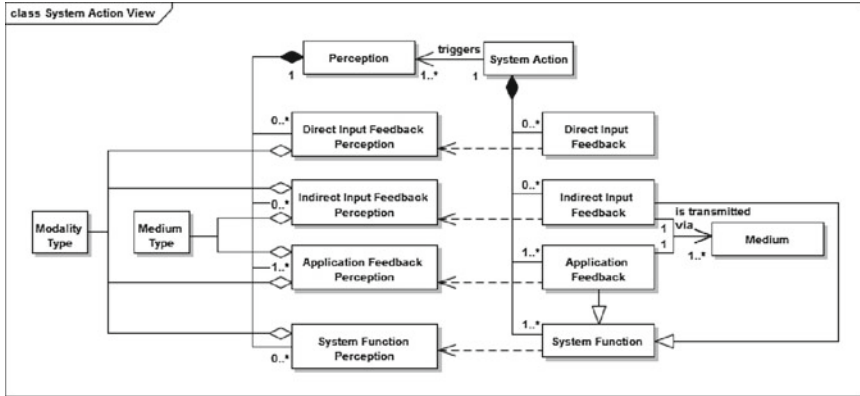 class System Action View
Perception
triggers
System Action
1
1..*
1
0..*
Direct Input Feedback
Perception
0..*
Direct Input
Feedback
0..*
Indirect Input Feedback
Perception
0..*
Indirect Input
Feedback
is transmitted
via
1
1
1..*
Modality
Type
Medium
Type
Medium
1..*
Application Feedback
Perception
1..*
Application
Feedback
0..*
System Function
Perception
1..*
System Function